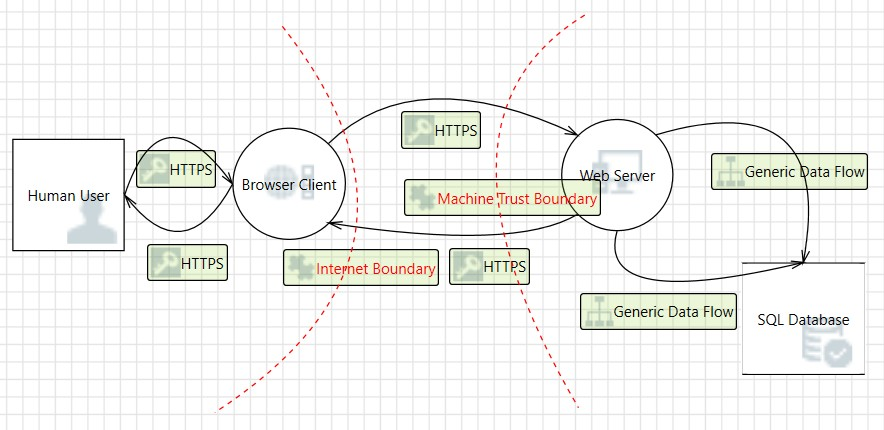 HTTPS
HTTPS
Generic Data Flow
Human User
Browser Client
Web Server
Machine Trust Boundary
HTTPS
Internet Boundary
HTTPS
Generic Data Flow
SQL Database